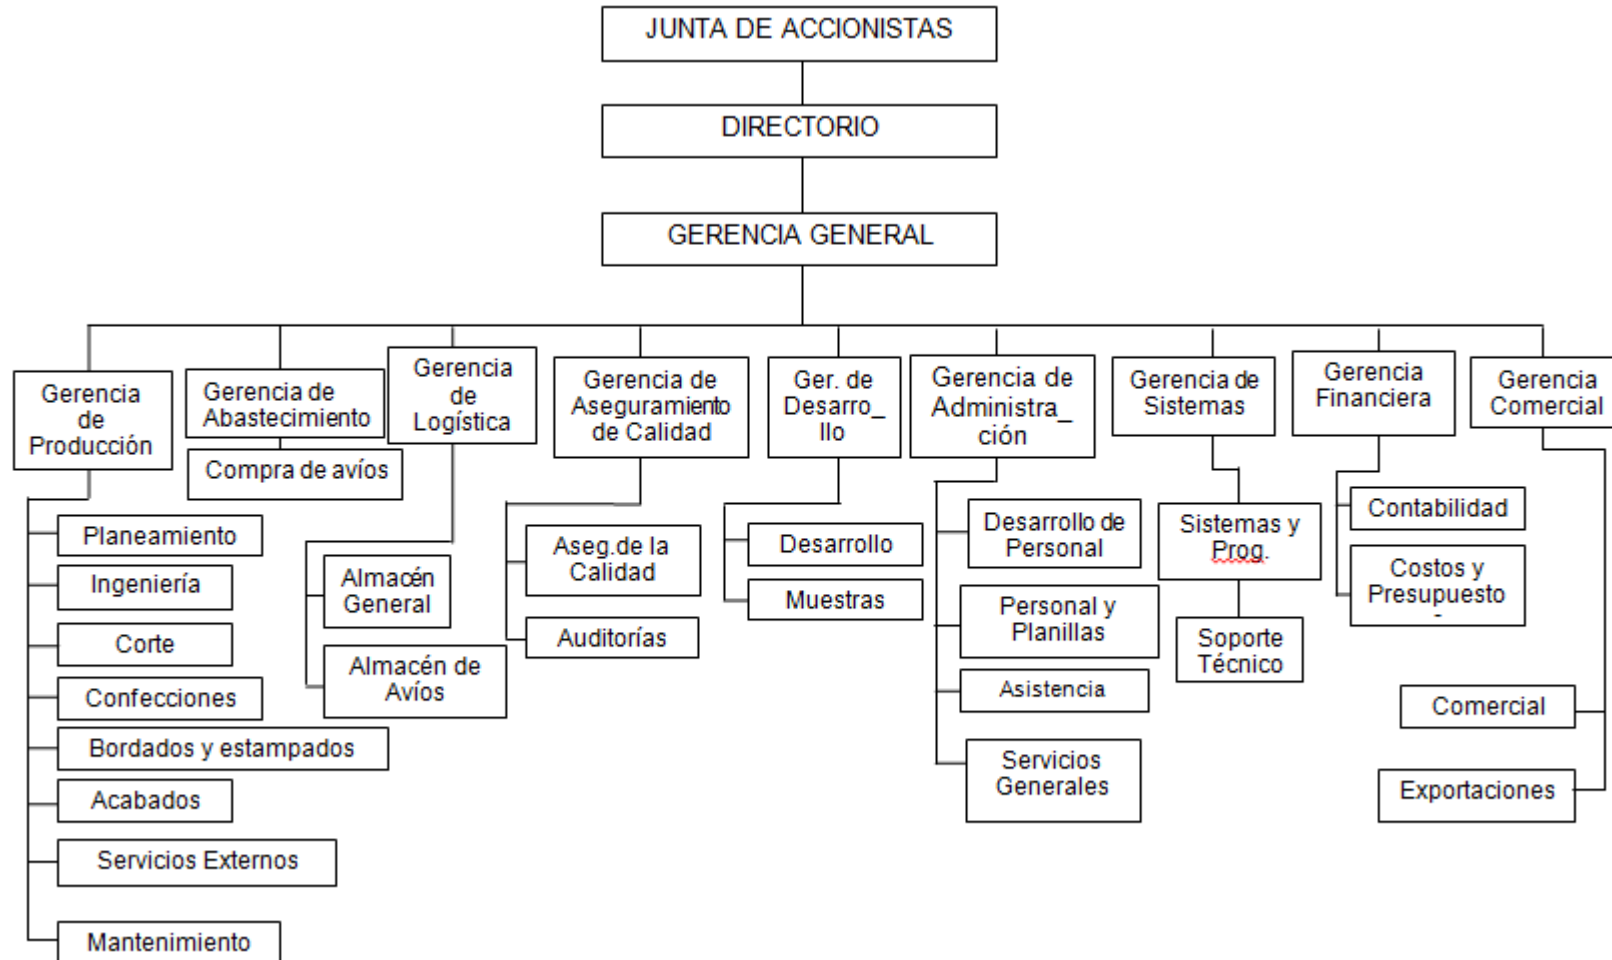 JUNTA DE ACCIONISTAS
DIRECTORIO
GERENCIA GENERAL
Gerencia
de
Producción
Gerencia de
Abastecimiento
Gerencia
de
Logística
Gerencia de
Aseguramiento
de Calidad
Ger. de
Desarro_
llo
Gerencia de
Administra_
ción
Gerencia de
Sistemas
Gerencia
Financiera
Gerencia
Comercial
Compra de avíos
Planeamiento
Ingeniería
Corte
Confecciones
Bordados y estampados
Acabados
Servicios Externos
Mantenimiento
Almacén
General
Almacén de
Avíos
Aseg.de la
Calidad
Auditorías
Desarrollo
Muestras
Desarrollo de
Personal
Personal y
Planillas
Asistencia
Servicios
Generales
Sistemas y
Prog.
Soporte
Técnico
Contabilidad
Costos y
Presupuesto
Comercial
Exportaciones